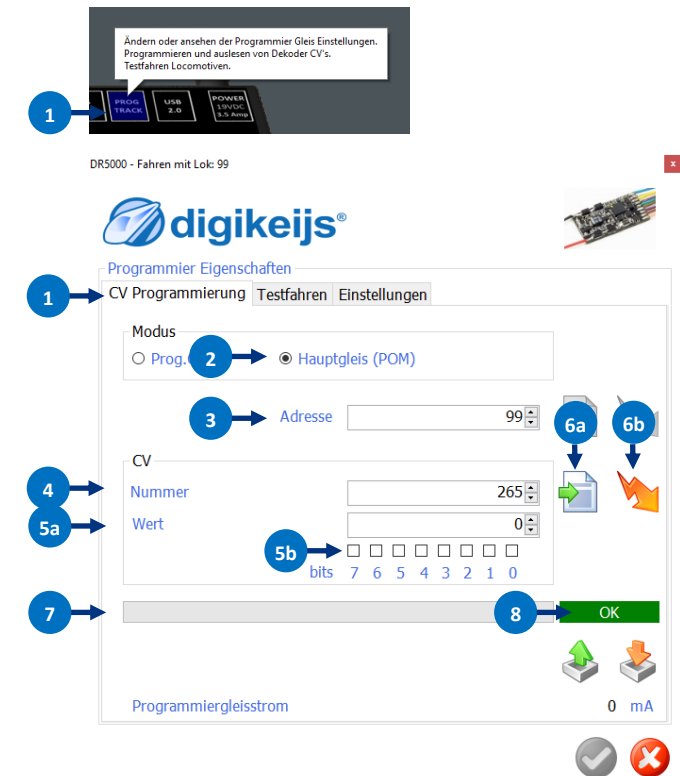 Ändern oder ansehen der Programmier Gleis Einstellungen.
Programmieren und auslesen von Dekoder CV's.
Testfahren Locomotiven.
1
PROG
TRACK
USB
2.0
POWER
19VDC
3.5 Amp
DR5000 - Fahren mit Lok: 99
x
digikeijs®
Programmier Eigenschaften
1
CV Programmierung Testfahren Einstellungen
Modus
Prog. 2 Hauptgleis (POM)
3 Adresse 99
6a 6b
CV
4 Nummer 265
5a Wert 0
5b
bits 7 6 5 4 3 2 1 0
7 8 OK
Programmiergleisstrom 0 mA